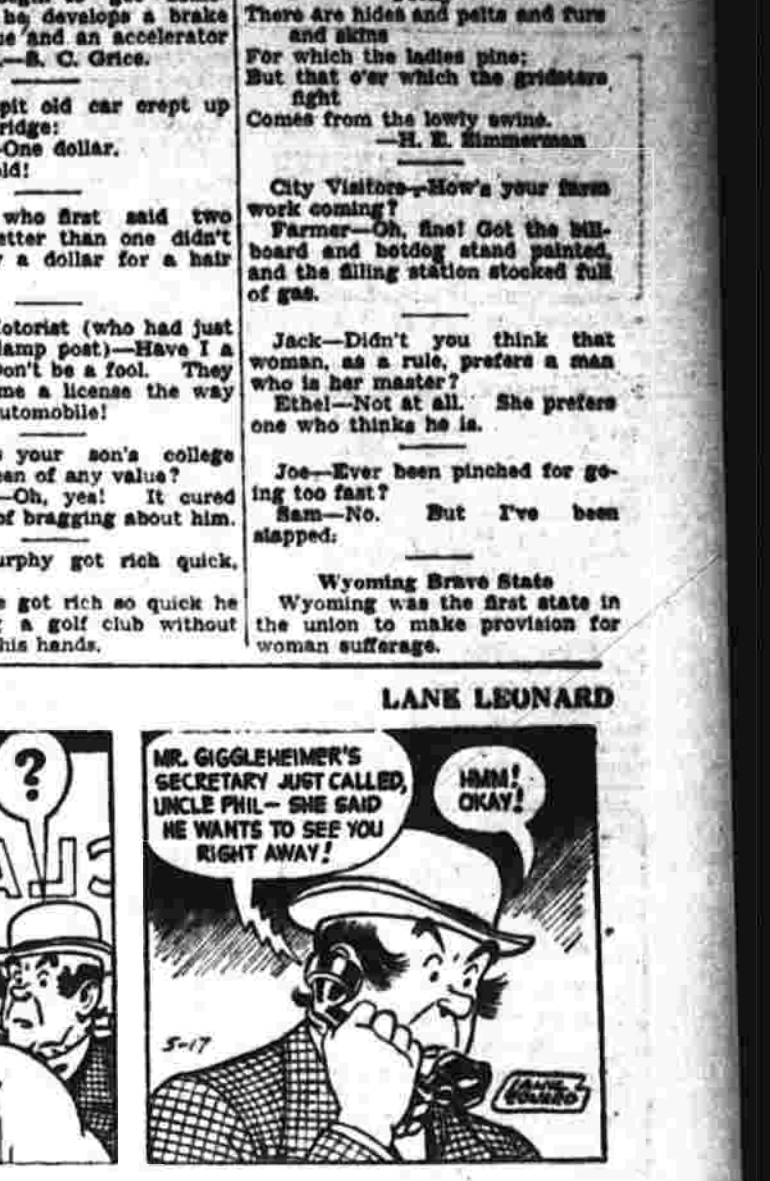 he develops a brake
and an accelerator
—S. C. Grice.
pit old car crept up
ridge:
One dollar.
old!
who first said two
etter than one didn't
a dollar for a hair
otorist (who had just
lamp post)—Have I a
on't be a fool. They
me a license the way
utomobile!
your son's college
een of any value?
—Oh, yes! It cured
of bragging about him.
urphy got rich quick,
got rich so quick he
a golf club without
his hands.
There are hides and pelts and furs
and skins
For which the ladies pine;
But that o'er which the gridsters
fight
Comes from the lowly swine.
—H. E. Zimmerman
City Visitors—How's your farm
work coming?
Farmer—Oh, fine! Got the bill-
board and hotdog stand painted,
and the filling station stocked full
of gas.
Jack—Didn't you think that
woman, as a rule, prefers a man
who is her master?
Ethel—Not at all. She prefers
one who thinks he is.
Joe—Ever been pinched for go-
ing too fast?
Sam—No. But I've been
slapped.
Wyoming Brave State
Wyoming was the first state in
the union to make provision for
woman sufferage.
LANK LEONARD
?
MR. GIGGLEHEIMER'S
SECRETARY JUST CALLED,
UNCLE PHIL— SHE SAID
HE WANTS TO SEE YOU
RIGHT AWAY!
HMM!
OKAY!
5-17
LANK
LEONARD